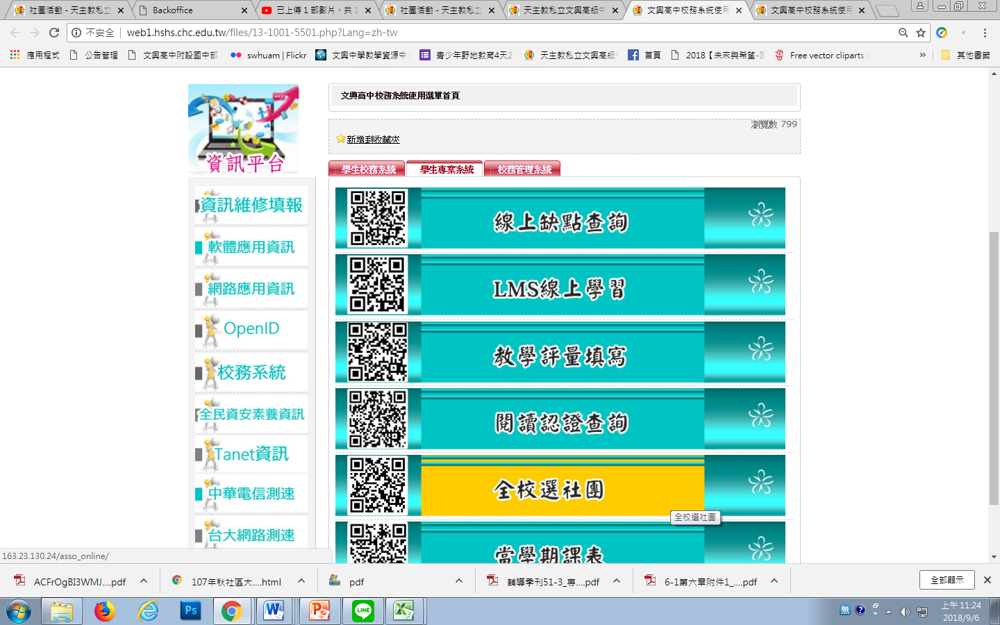 社團活動 - 天主教私立
Backoffice
已上傳 1 部影片，共 1
社團活動 - 天主教私立
天主教私立文興高級中
文興高中校務系統使用
文興高中校務系統使用
不安全
web1.hshs.chc.edu.tw/files/13-1001-5501.php?Lang=zh-tw
應用程式
公告管理
文興高中附設國中部
swhuam | Flickr
文興中學教學資源中
青少年野地教育4天2
天主教私立文興高級
首頁
2018【未來與希望-
Free vector cliparts
»
其他書籤
資訊平台
資訊維修填報
軟體應用資訊
網路應用資訊
OpenID
校務系統
全民資安素養資訊
Tanet資訊
中華電信測速
台大網路測速
文興高中校務系統使用選單首頁
瀏覽數 799
新增到收藏夾
學生校務系統
學生專案系統
校務管理系統
線上缺點查詢
LMS線上學習
教學評量填寫
閱讀認證查詢
全校選社團
全校選社團
當學期課表
163.23.130.24/asso_online/
ACFrOgBI3WMJ....pdf
107年秋社區大....html
pdf
輔導季刊51-3_專....pdf
6-1第六章附件1_....pdf
全部顯示
Ps
LINE
無
上午 11:24
2018/9/6